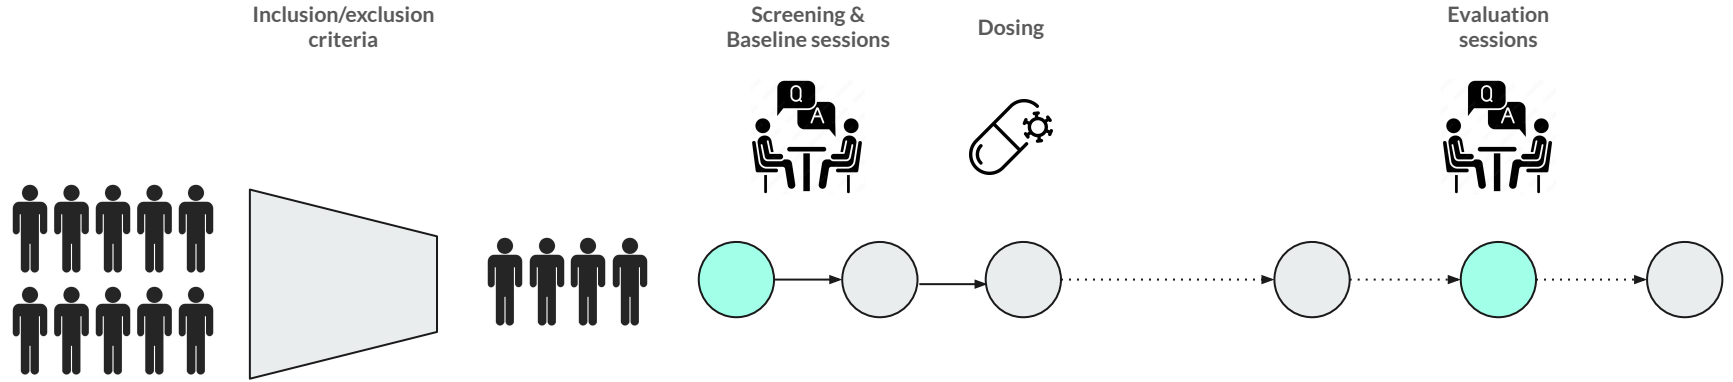 Inclusion/exclusion
criteria
Screening &
Baseline sessions
Dosing
Evaluation
sessions
Q
A
Q
A